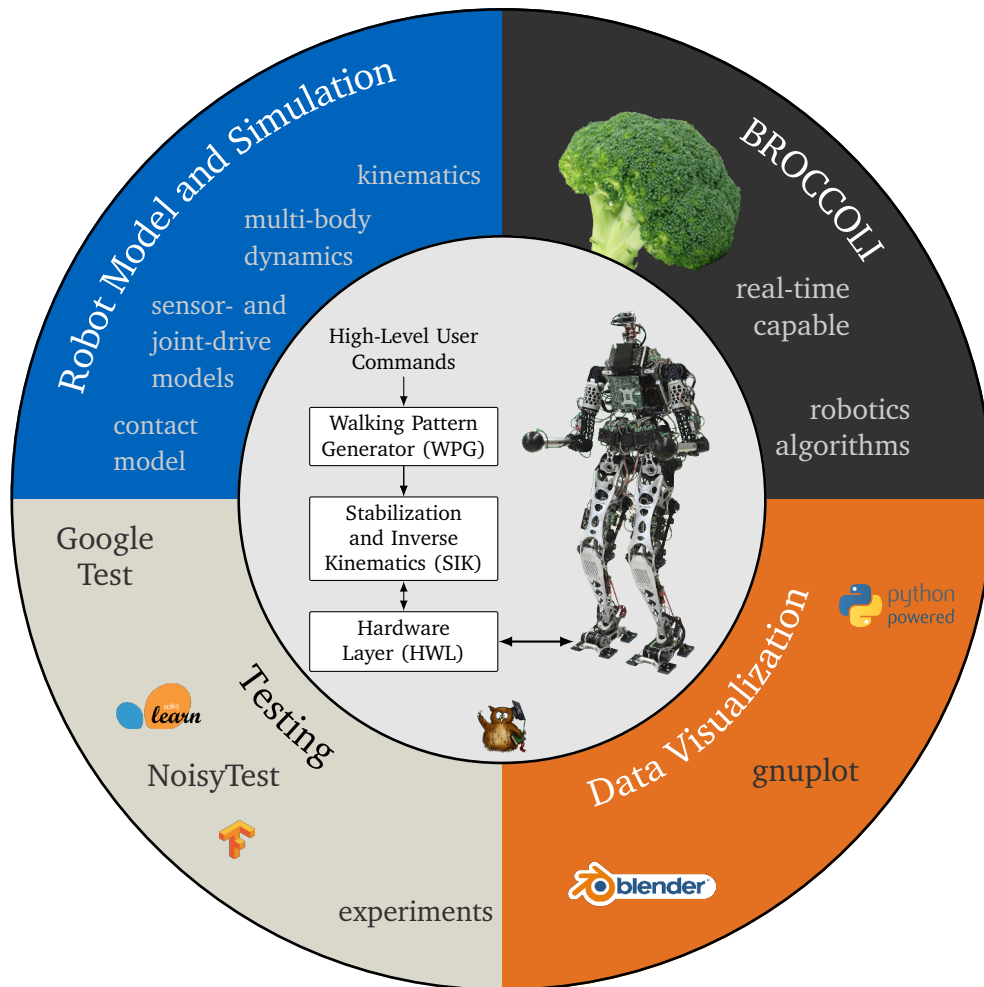 Robot Model and Simulation
kinematics
multi-body
dynamics
sensor- and
joint-drive
models
contact
model
BROCCOLI
real-time
capable
robotics
algorithms
High-Level User
Commands
Walking Pattern
Generator (WPG)
Stabilization
and Inverse
Kinematics (SIK)
Hardware
Layer (HWL)
Testing
Google
Test
scikit
learn
NoisyTest
experiments
Data Visualization
python
powered
gnuplot
blender